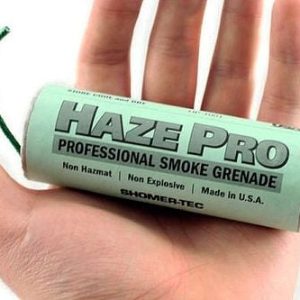 HAZE PRO
PROFESSIONAL SMOKE GRENADE
Non Hazmat | Non Explosive | Made in U.S.A.
SHOMER-TEC